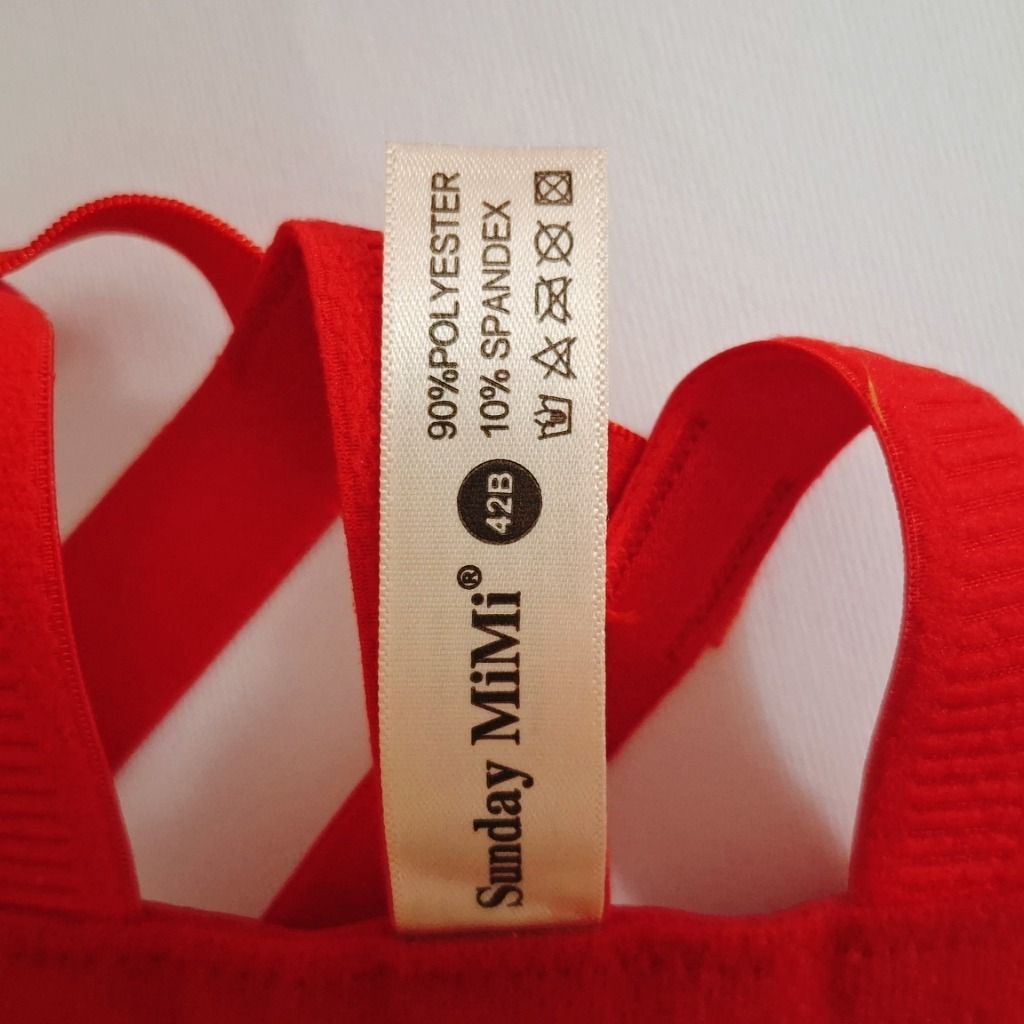 Sunday MiMi®
42B
90%POLYESTER
10% SPANDEX